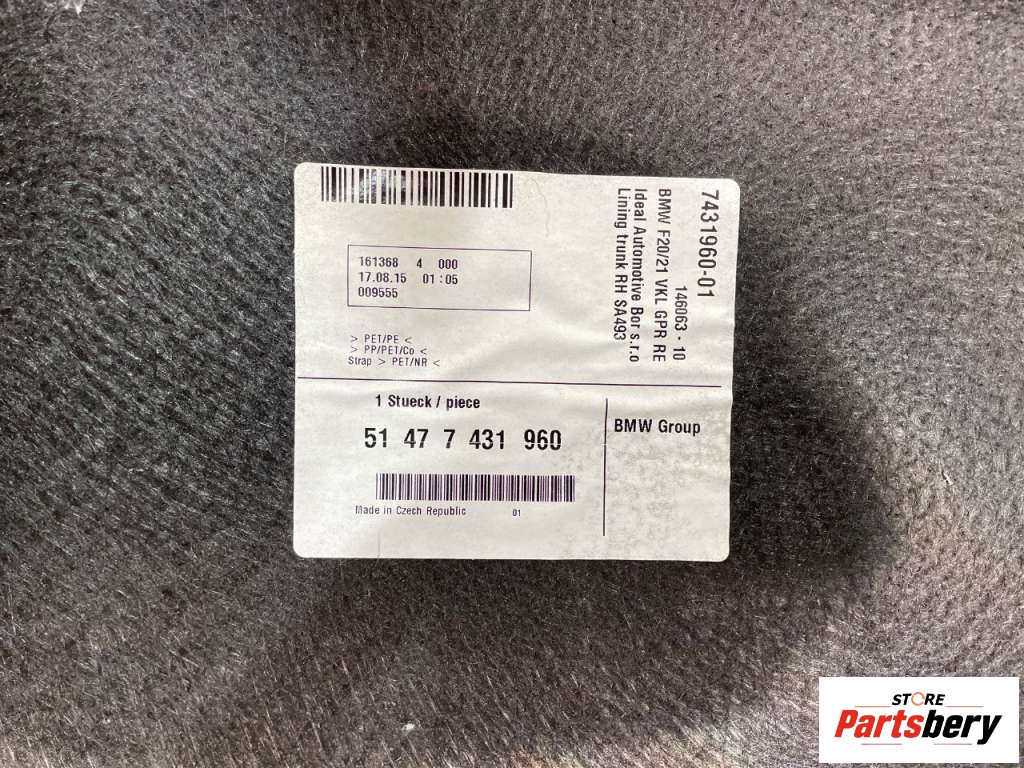 161368 4 000
17.08.15 01:05
009555
> PET/PE <
> PP/PET/Co <
Strap > PET/NR <
7431960-01
146063 - 10
BMW F20/21 VKL GPR RE
Ideal Automotive Bor s.r.o
Lining trunk RH SA493
1 Stueck / piece
51 47 7 431 960
Made in Czech Republic 01
BMW Group
STORE
Partsbery